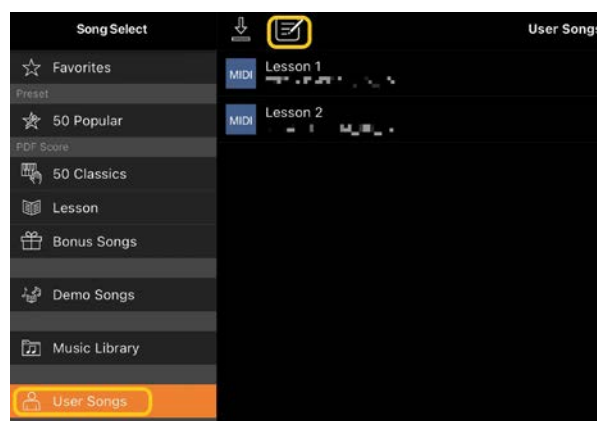 Song Select
Favorites
Preset
50 Popular
PDF Score
50 Classics
Lesson
Bonus Songs
Demo Songs
Music Library
User Songs
User Songs
MIDI
Lesson 1
MIDI
Lesson 2